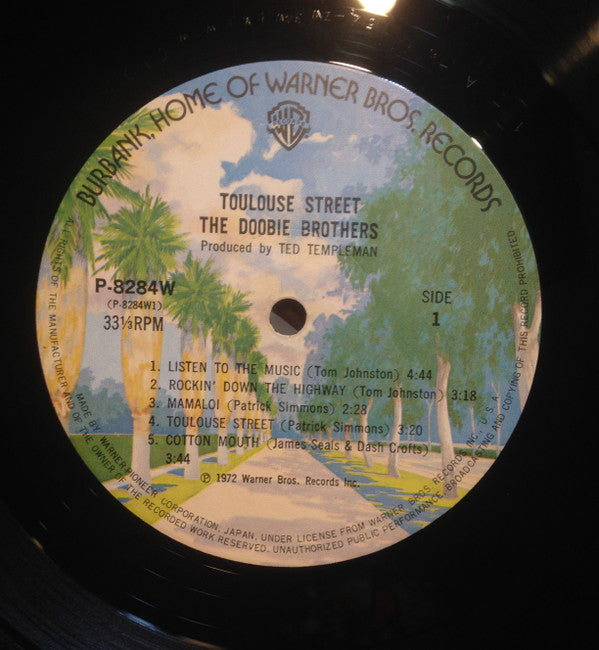 BURBANK, HOME OF WARNER BROS. RECORDS
TOULOUSE STREET
THE DOOBIE BROTHERS
Produced by TED TEMPLEMAN
P-8284W
(P-8284W1)
33⅓RPM
SIDE
1
1. LISTEN TO THE MUSIC (Tom Johnston) 4:44
2. ROCKIN' DOWN THE HIGHWAY (Tom Johnston) 3:18
3. MAMALOI (Patrick Simmons) 2:28
4. TOULOUSE STREET (Patrick Simmons) 3:20
5. COTTON MOUTH (James Seals & Dash Crofts)
3:44
Ⓟ 1972 Warner Bros. Records Inc.
MADE BY WARNER-PIONEER CORPORATION, JAPAN, UNDER LICENSE FROM WARNER BROS. RECORDS INC., U.S.A.
ALL RIGHTS OF THE MANUFACTURER AND OF THE OWNER OF THE RECORDED WORK RESERVED. UNAUTHORIZED PUBLIC PERFORMANCE, BROADCASTING AND COPYING OF THIS RECORD PROHIBITED